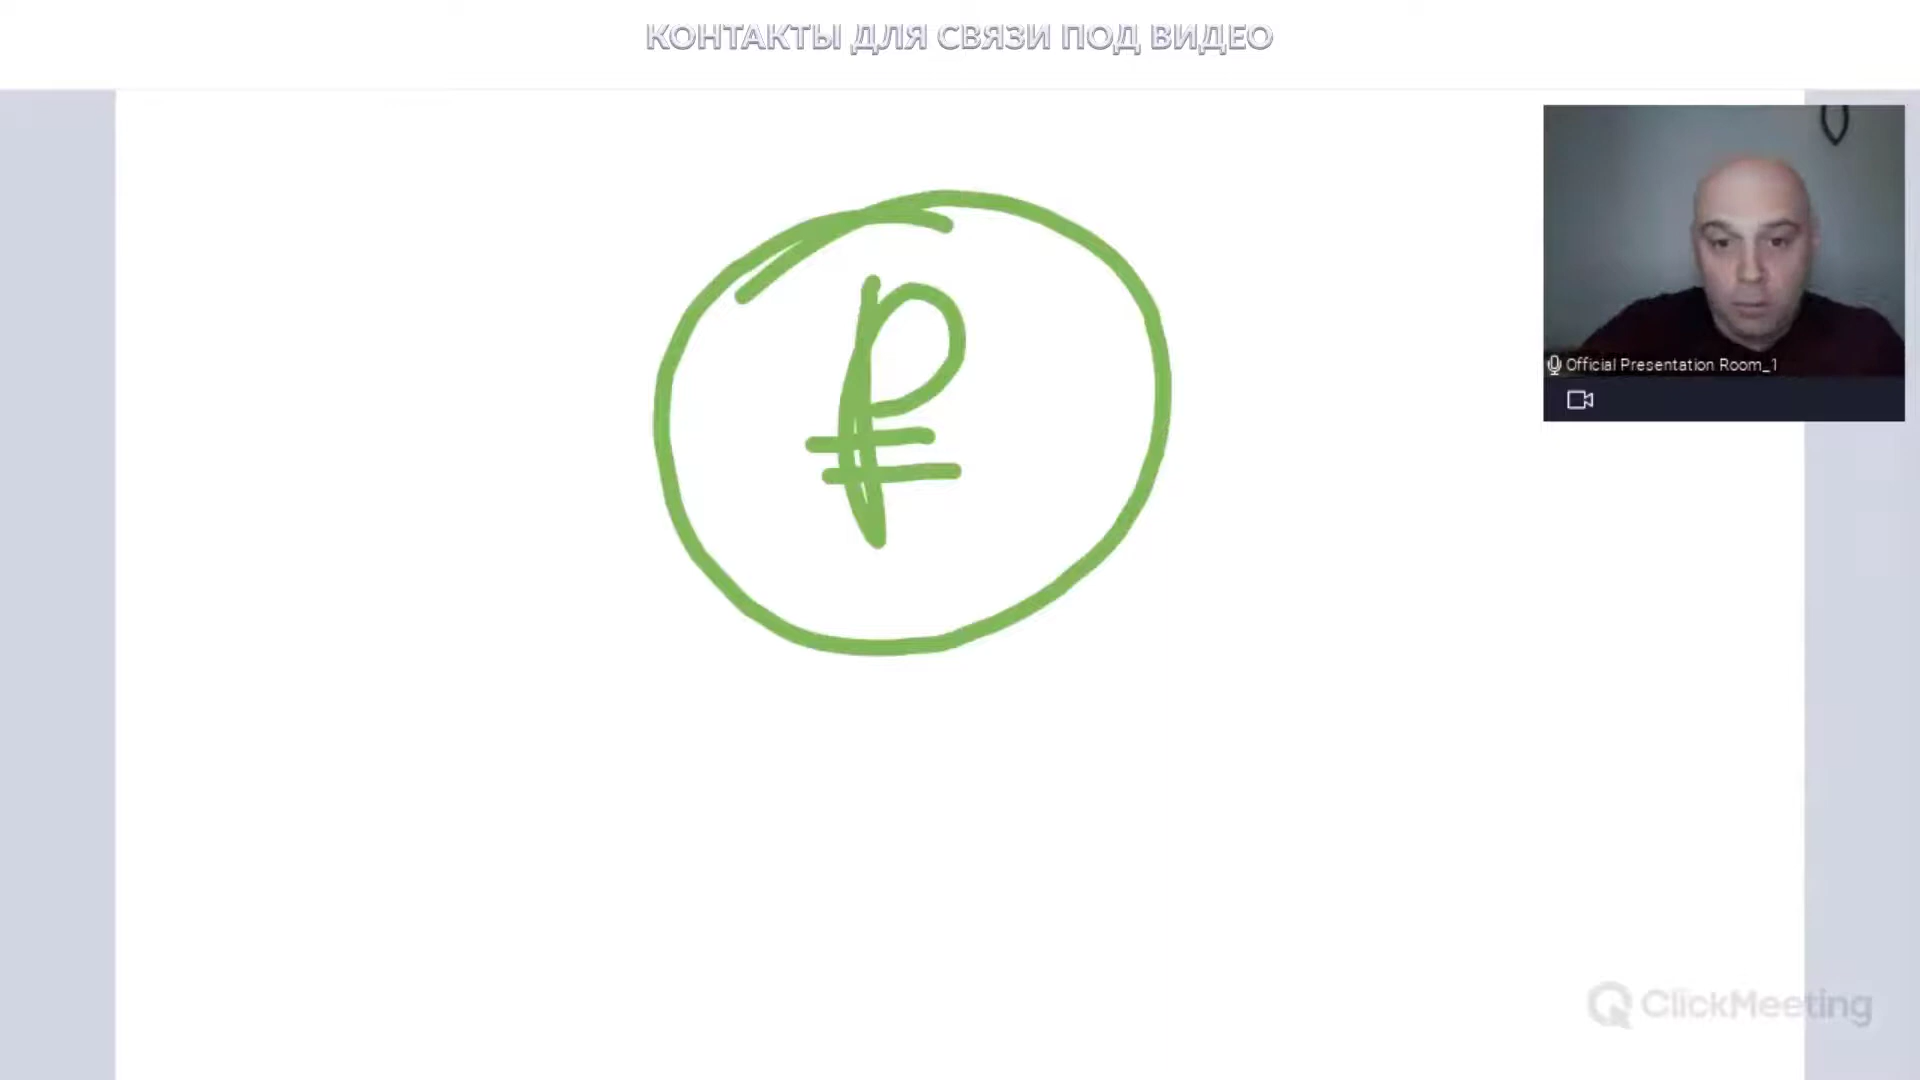 КОНТАКТЫ ДЛЯ СВЯЗИ ПОД ВИДЕО
₽
Official Presentation Room_1
ClickMeeting